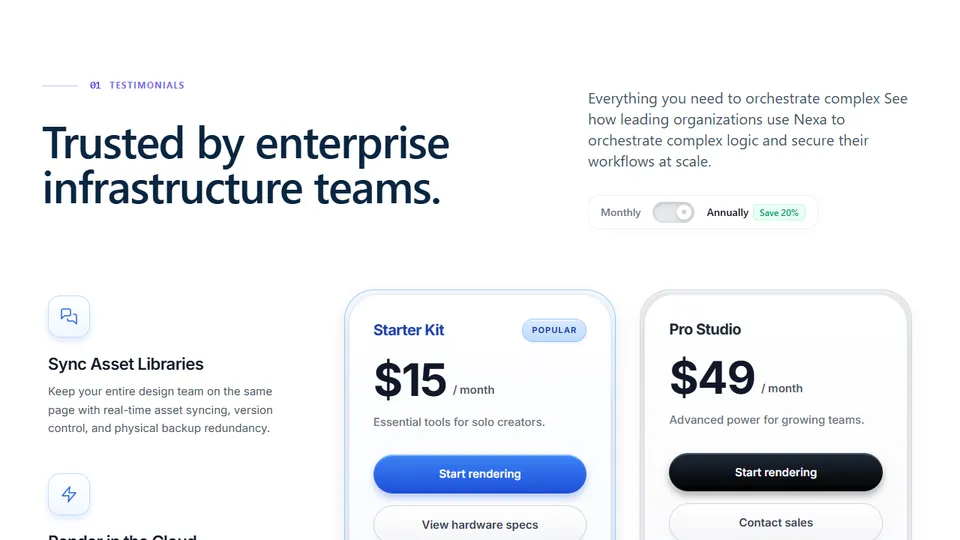 01 TESTIMONIALS
Trusted by enterprise
infrastructure teams.
Everything you need to orchestrate complex See
how leading organizations use Nexa to
orchestrate complex logic and secure their
workflows at scale.
Monthly Annually Save 20%
Sync Asset Libraries
Keep your entire design team on the same
page with real-time asset syncing, version
control, and physical backup redundancy.
Render in the Cloud
Starter Kit POPULAR
$15 / month
Essential tools for solo creators.
Start rendering
View hardware specs
Pro Studio
$49 / month
Advanced power for growing teams.
Start rendering
Contact sales